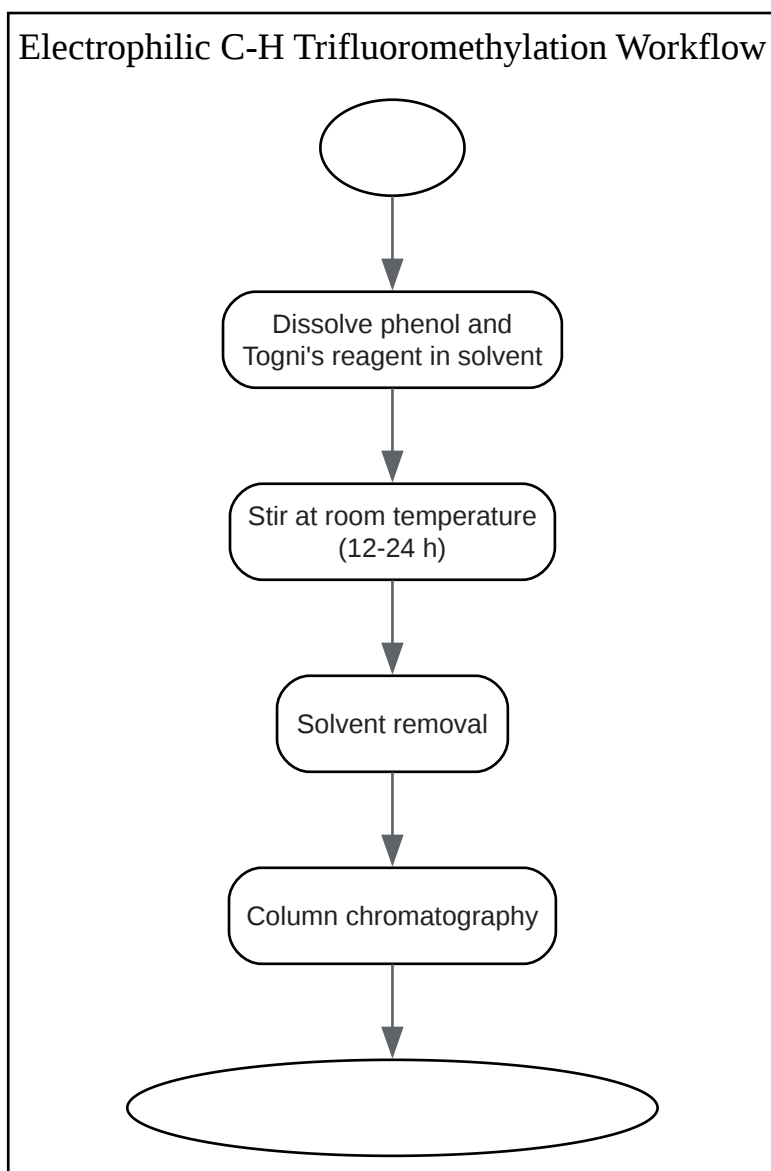 Electrophilic C-H Trifluoromethylation Workflow
Dissolve phenol and
Togni's reagent in solvent
Stir at room temperature
(12-24 h)
Solvent removal
Column chromatography